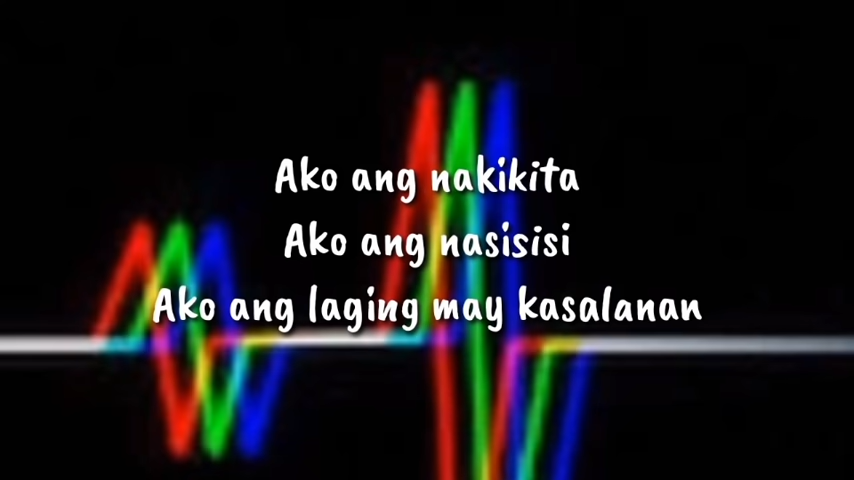 Ako ang nakikita
Ako ang nasisisi
Ako ang laging may kasalanan